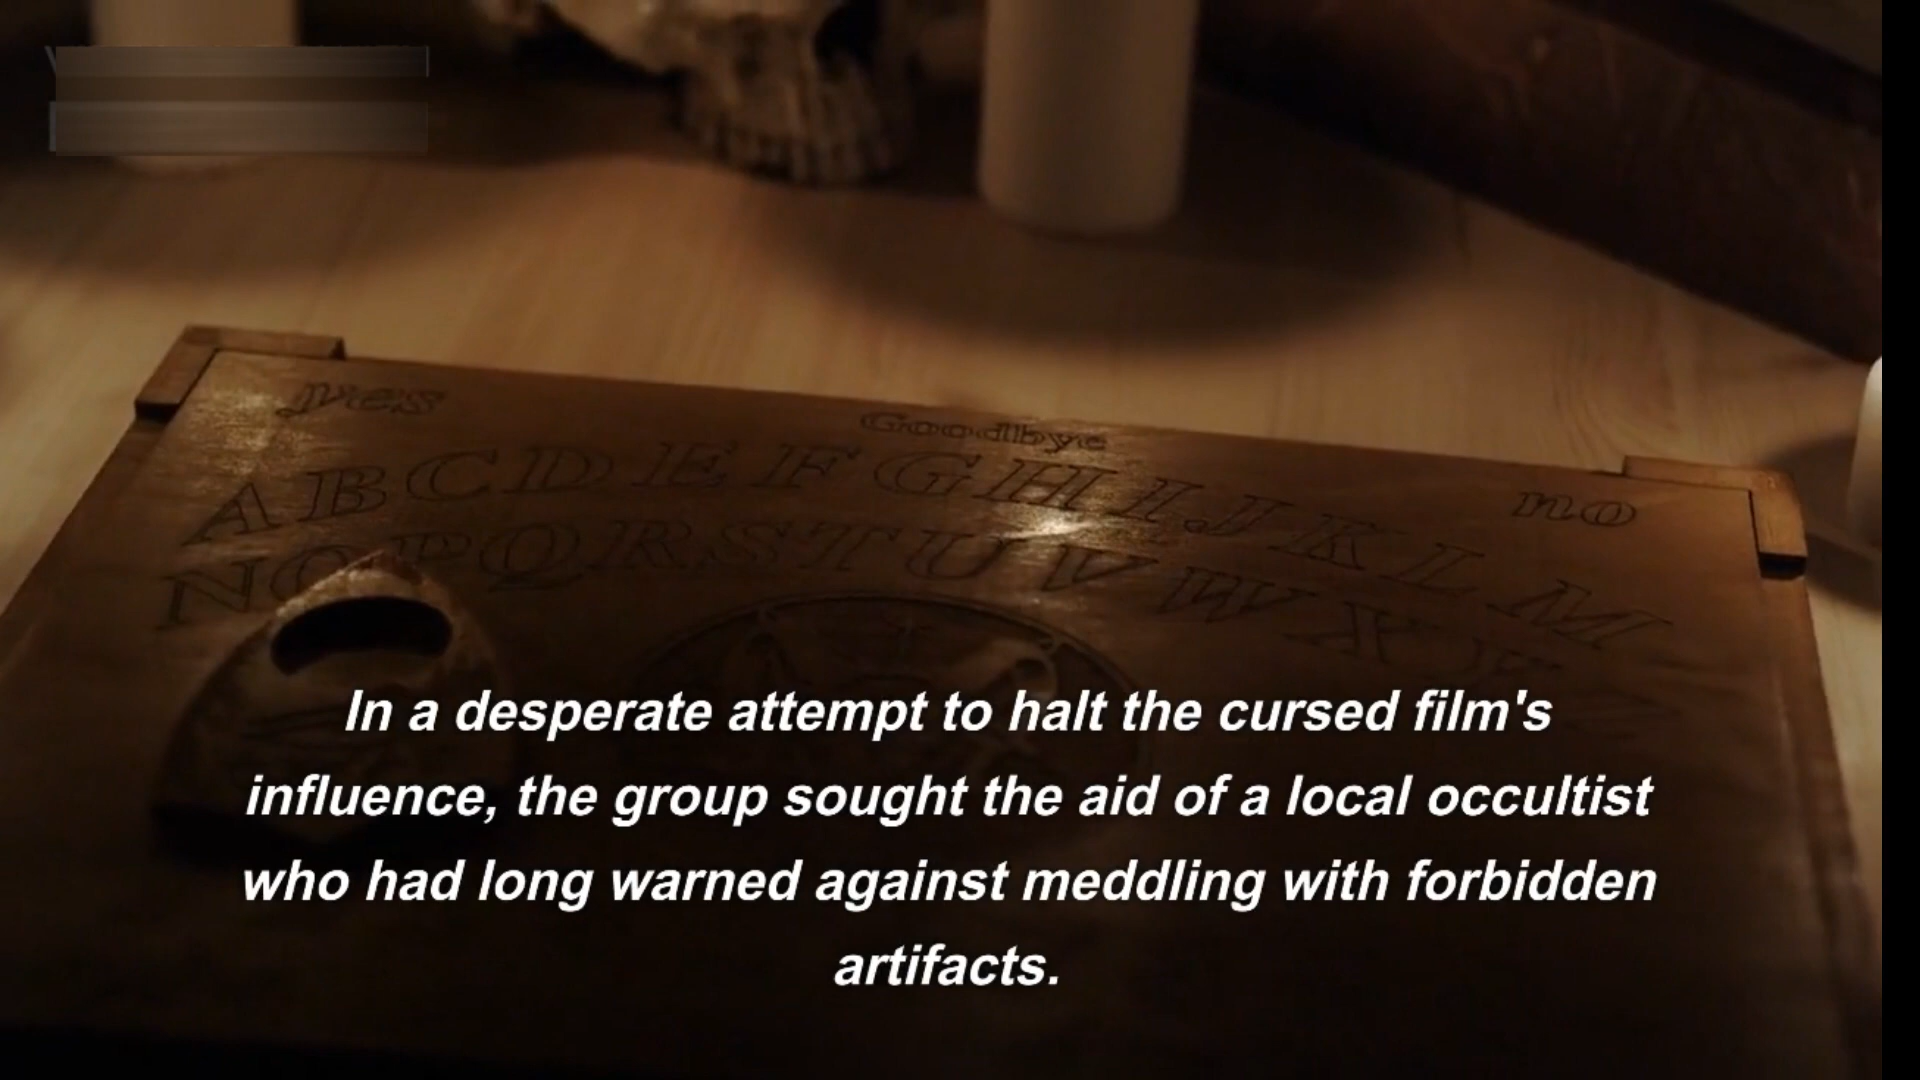 yes
Goodbye
no
A B C D E F G H I J K L M
N O P Q R S T U V W X Y
In a desperate attempt to halt the cursed film's
influence, the group sought the aid of a local occultist
who had long warned against meddling with forbidden
artifacts.